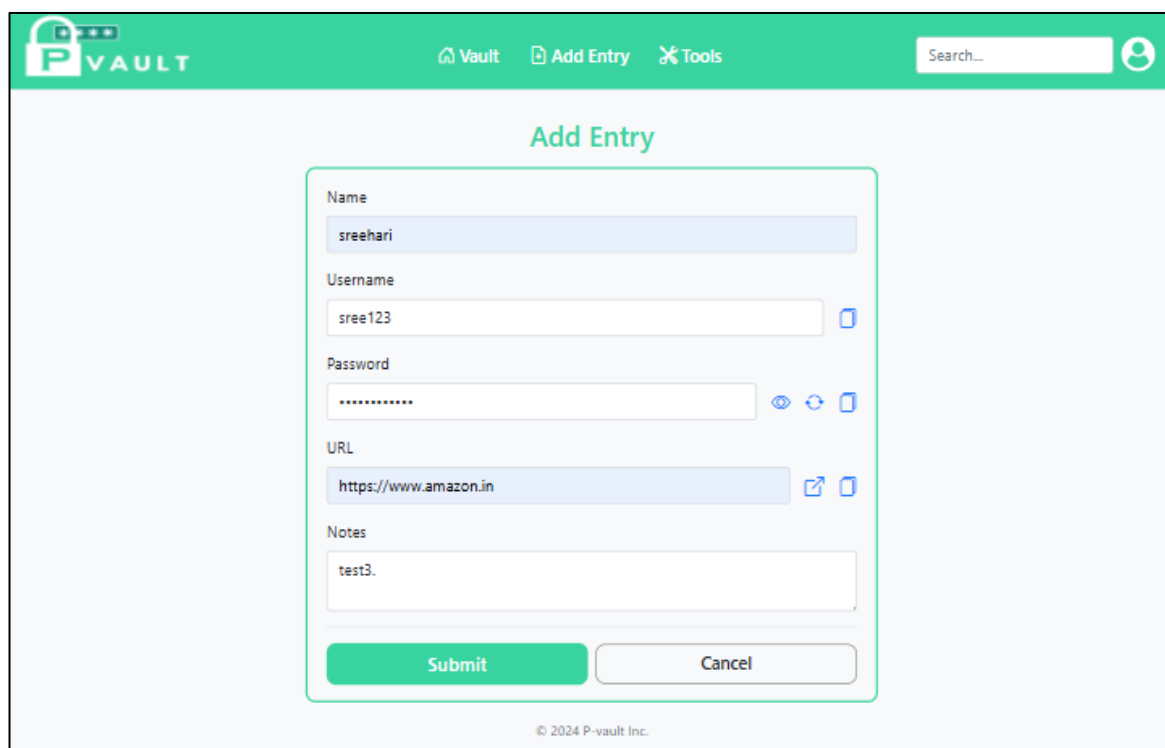 P VAULT
Vault Add Entry Tools Search...
Add Entry
Name
sreehari
Username
sree123
Password
••••••••••••
URL
https://www.amazon.in
Notes
test3.
Submit Cancel
© 2024 P-vault Inc.